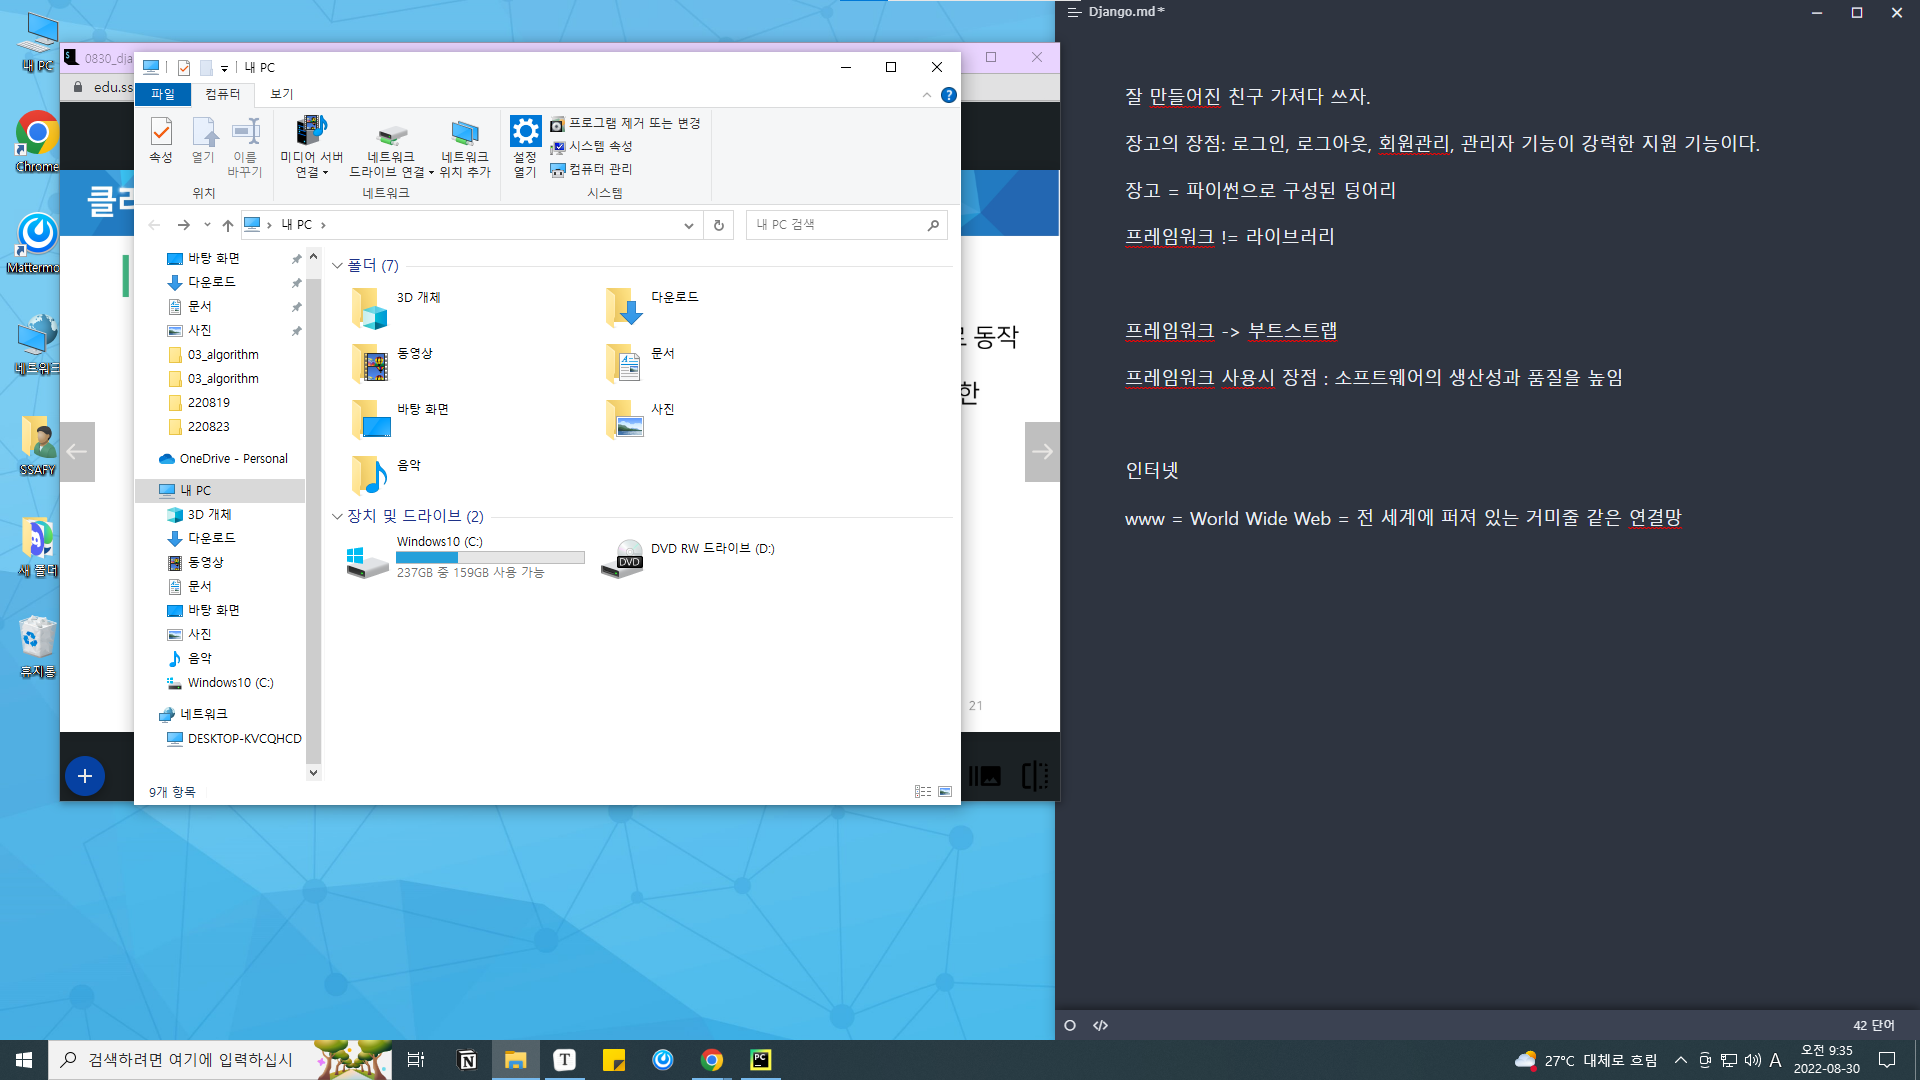 내 PC
Chrome
Mattermo
네트워크
SSAFY
새 폴더
휴지통
0830_dja
edu.ss
클라
로 동작
한
21
내 PC
파일
컴퓨터
보기
속성
열기
이름
바꾸기
위치
미디어 서버
연결
네트워크
드라이브 연결
네트워크
위치 추가
네트워크
설정
열기
프로그램 제거 또는 변경
시스템 속성
컴퓨터 관리
시스템
내 PC
내 PC 검색
바탕 화면
다운로드
문서
사진
03_algorithm
03_algorithm
220819
220823
OneDrive - Personal
내 PC
3D 개체
다운로드
동영상
문서
바탕 화면
사진
음악
Windows10 (C:)
네트워크
DESKTOP-KVCQHCD
폴더 (7)
3D 개체
다운로드
동영상
문서
바탕 화면
사진
음악
장치 및 드라이브 (2)
Windows10 (C:)
237GB 중 159GB 사용 가능
DVD
DVD RW 드라이브 (D:)
9개 항목
Django.md*
잘 만들어진 친구 가져다 쓰자.
장고의 장점: 로그인, 로그아웃, 회원관리, 관리자 기능이 강력한 지원 기능이다.
장고 = 파이썬으로 구성된 덩어리
프레임워크 != 라이브러리
프레임워크 -> 부트스트랩
프레임워크 사용시 장점 : 소프트웨어의 생산성과 품질을 높임
인터넷
www = World Wide Web = 전 세계에 퍼져 있는 거미줄 같은 연결망
42 단어
검색하려면 여기에 입력하십시
27°C 대체로 흐림
A
오전 9:35
2022-08-30